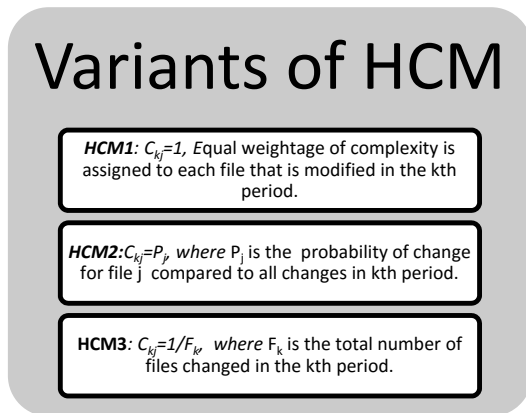 Variants of HCM
HCM1: Ckj=1, Equal weightage of complexity is
assigned to each file that is modified in the kth
period.
HCM2:Ckj=Pj, where Pj is the  probability of change
for file j  compared to all changes in kth period.
HCM3: Ckj=1/Fk, where Fk is the total number of
files changed in the kth period.